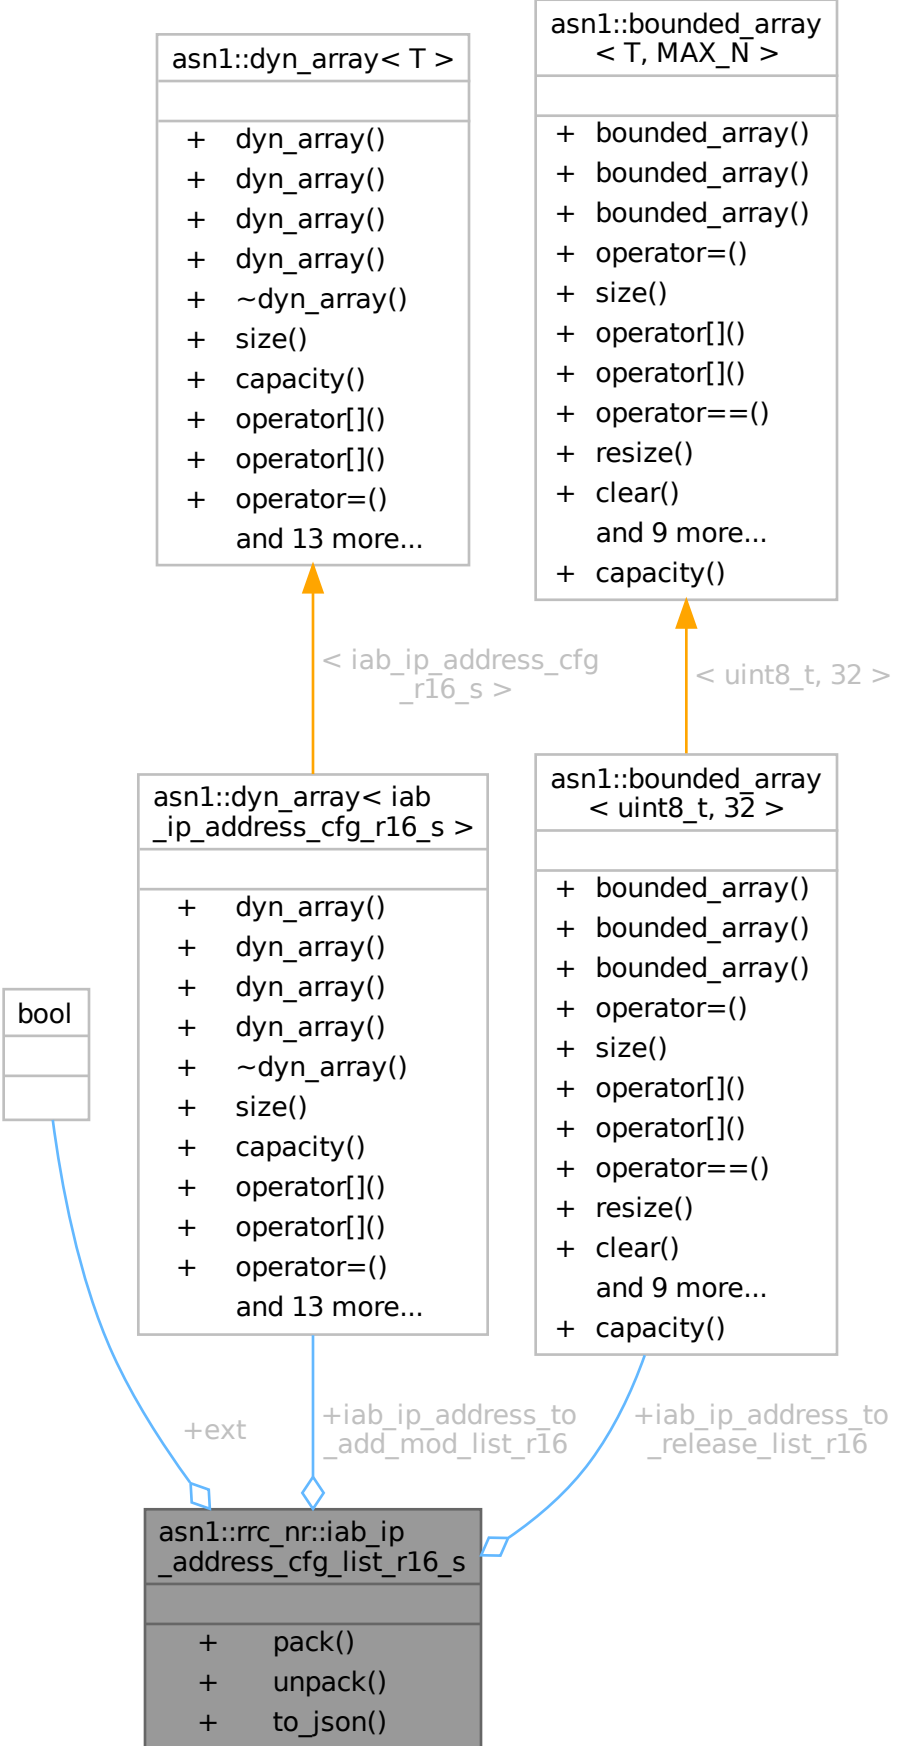 asn1::dyn_array< T >
+ dyn_array()
+ dyn_array()
+ dyn_array()
+ dyn_array()
+ ~dyn_array()
+ size()
+ capacity()
+ operator[]()
+ operator[]()
+ operator=()
and 13 more...
asn1::bounded_array
< T, MAX_N >
+ bounded_array()
+ bounded_array()
+ bounded_array()
+ operator=()
+ size()
+ operator[]()
+ operator[]()
+ operator==()
+ resize()
+ clear()
and 9 more...
+ capacity()
< iab_ip_address_cfg
_r16_s >
< uint8_t, 32 >
asn1::dyn_array< iab
_ip_address_cfg_r16_s >
+ dyn_array()
+ dyn_array()
+ dyn_array()
+ dyn_array()
+ ~dyn_array()
+ size()
+ capacity()
+ operator[]()
+ operator[]()
+ operator=()
and 13 more...
asn1::bounded_array
< uint8_t, 32 >
+ bounded_array()
+ bounded_array()
+ bounded_array()
+ operator=()
+ size()
+ operator[]()
+ operator[]()
+ operator==()
+ resize()
+ clear()
and 9 more...
+ capacity()
bool
+ext
+iab_ip_address_to
_add_mod_list_r16
+iab_ip_address_to
_release_list_r16
asn1::rrc_nr::iab_ip
_address_cfg_list_r16_s
+ pack()
+ unpack()
+ to_json()